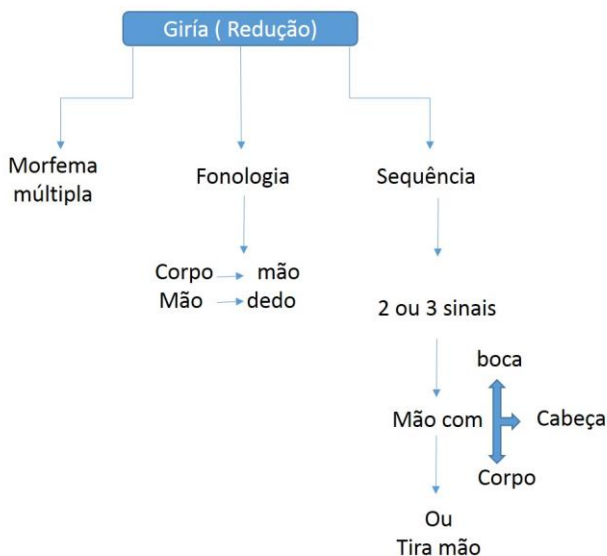 Giría ( Redução)
Morfema
múltipla
Fonologia
Corpo mão
Mão dedo
Sequência
2 ou 3 sinais
boca
Mão com Cabeça
Corpo
Ou
Tira mão